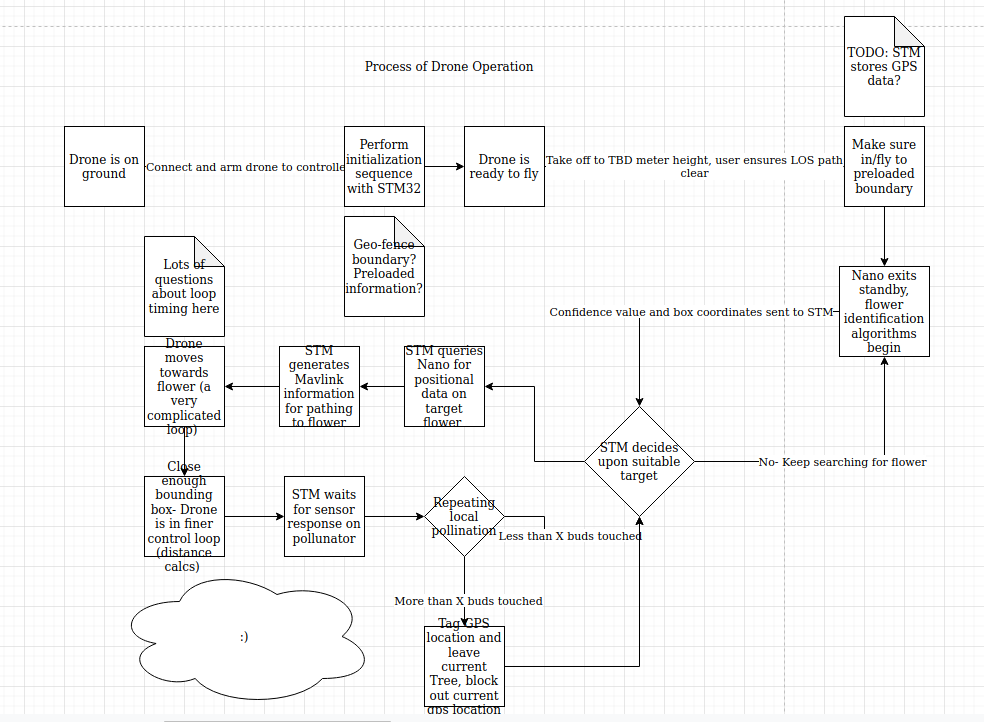 TODO: STM
stores GPS
data?
Process of Drone Operation
Drone is on
ground
Connect and arm drone to controlle
Perform
initialization
sequence
with STM32
Drone is
ready to fly
Take off to TBD meter height, user ensures LOS path
clear
Make sure
in/fly to
preloaded
boundary
Lots of
questions
about loop
timing here
Geo-fence
boundary?
Preloaded
information?
Nano exits
standby,
flower
identification
algorithms
begin
Confidence value and box coordinates sent to STM
Drone
moves
towards
flower (a
very
complicated
loop)
STM
generates
Mavlink
information
for pathing
to flower
STM queries
Nano for
positional
data on
target
flower
STM decides
upon suitable
target
No- Keep searching for flower
Close
enough
bounding
box- Drone
is in finer
control loop
(distance
calcs)
STM waits
for sensor
response on
pollunator
Repeating
local
pollination
Less than X buds touched
More than X buds touched
Tag GPS
location and
leave
current
Tree, block
out current
gps location
:)